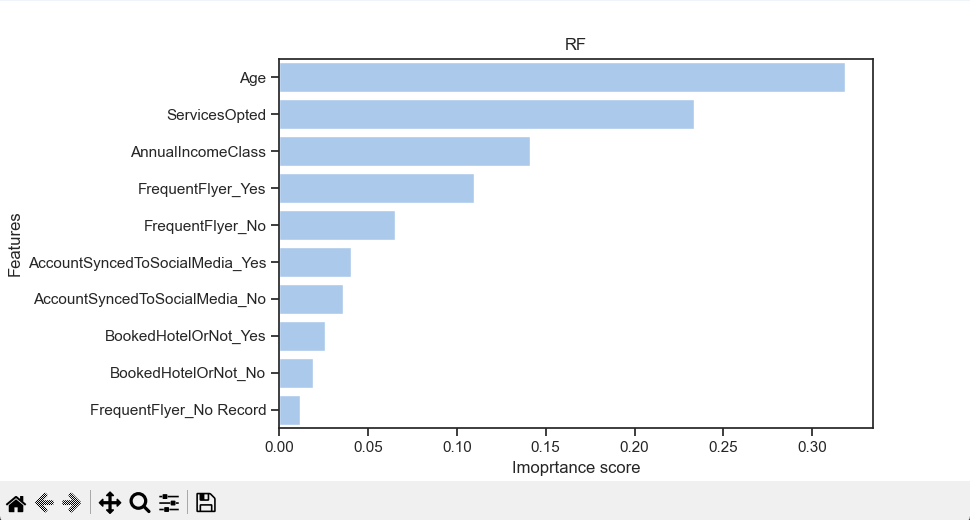 RF
Features
Age
ServicesOpted
AnnualIncomeClass
FrequentFlyer_Yes
FrequentFlyer_No
AccountSyncedToSocialMedia_Yes
AccountSyncedToSocialMedia_No
BookedHotelOrNot_Yes
BookedHotelOrNot_No
FrequentFlyer_No Record
0.00 0.05 0.10 0.15 0.20 0.25 0.30
Imoprtance score